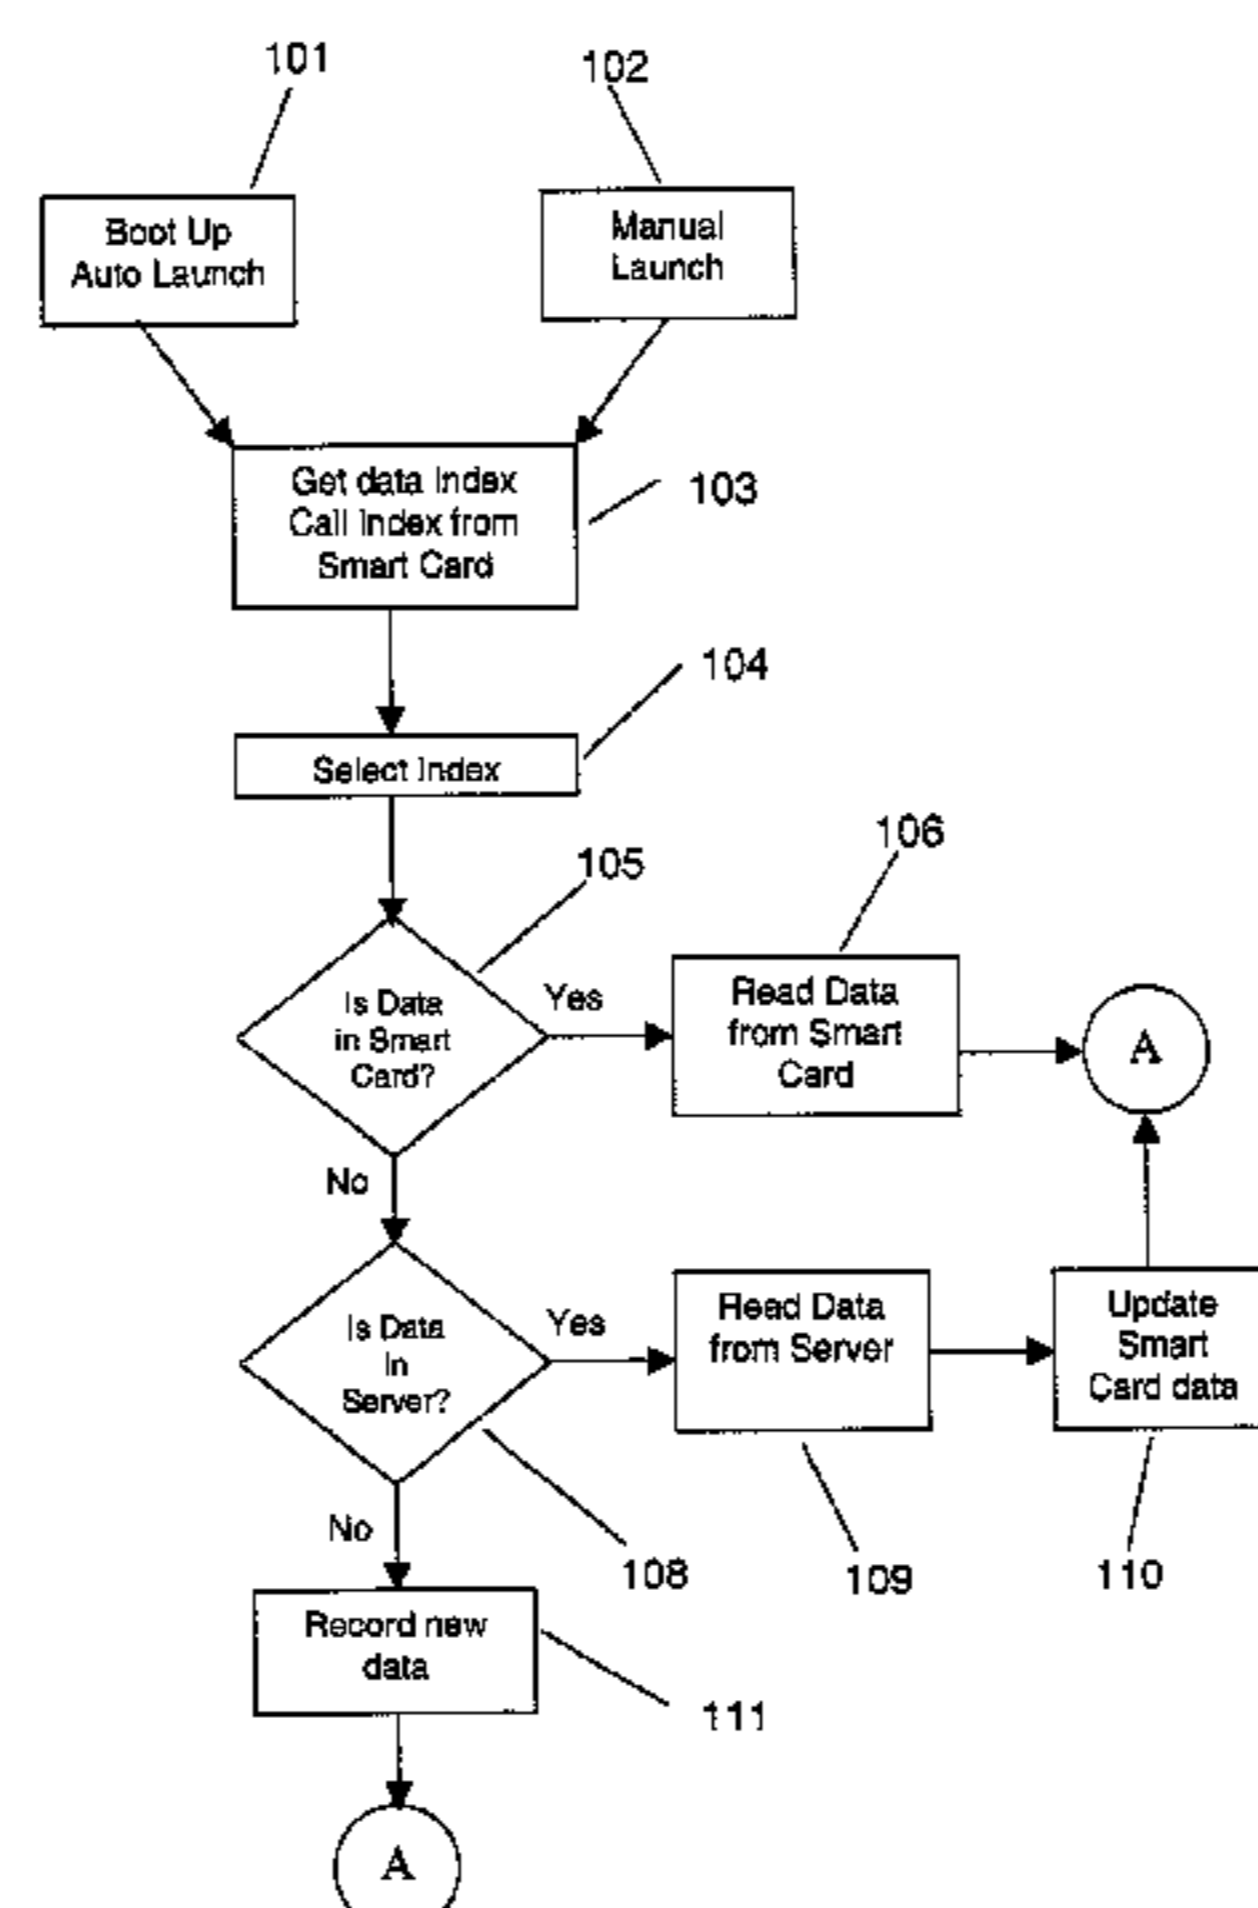 101
102
Boot Up
Auto Launch
Manual
Launch
Get data Index
Call Index from
Smart Card
103
104
Select Index
105
106
Is Data
in Smart
Card?
Yes
Read Data
from Smart
Card
A
No
Is Data
in
Server?
Yes
Read Data
from Server
Update
Smart
Card data
No
108
109
110
Record new
data
111
A